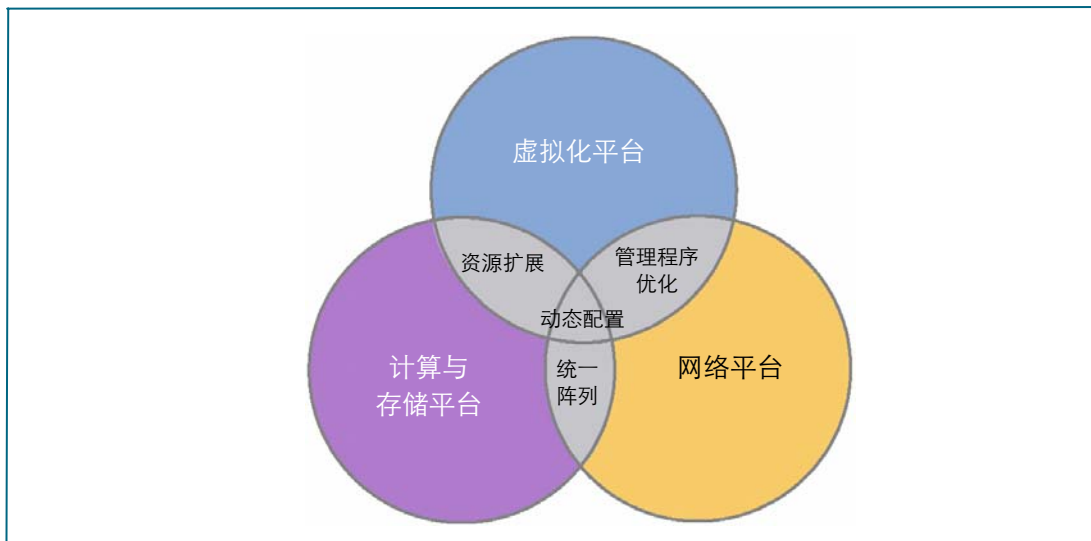 虚拟化平台
资源扩展
管理程序
优化
动态配置
计算与
存储平台
统一
阵列
网络平台